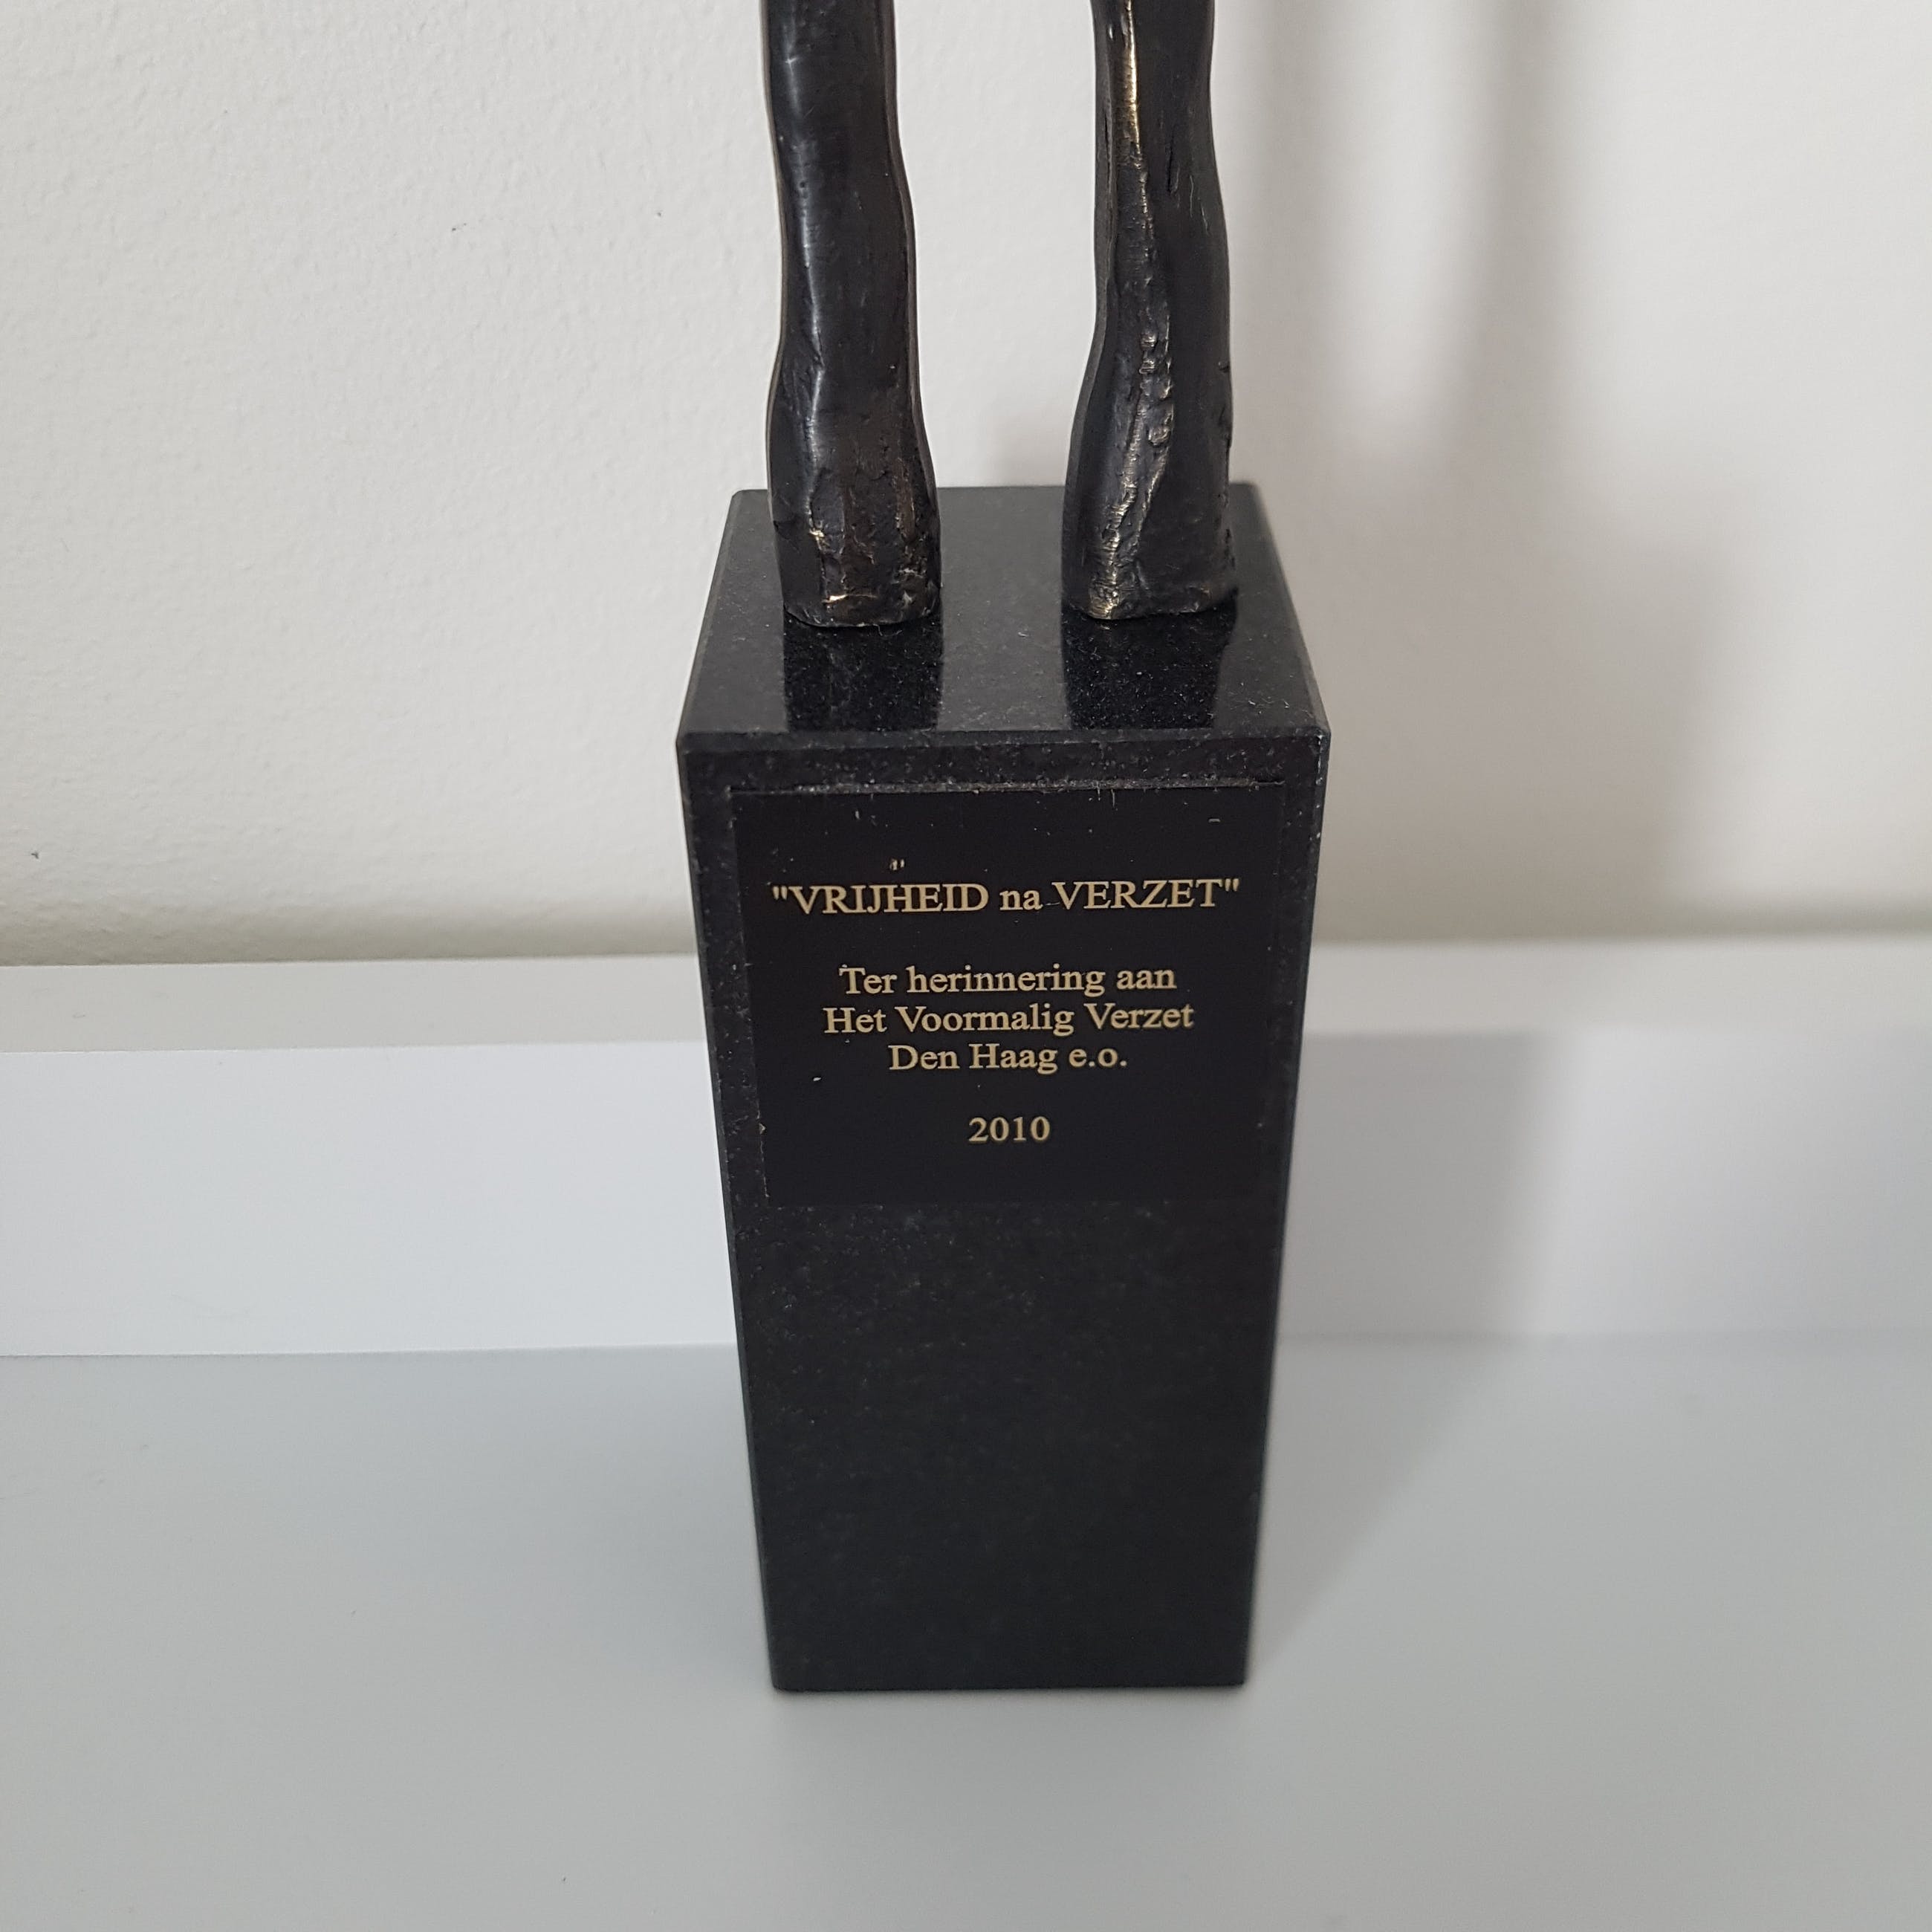 "VRIJHEID na VERZET"
Ter herinnering aan
Het Voormalig Verzet
Den Haag e.o.
2010